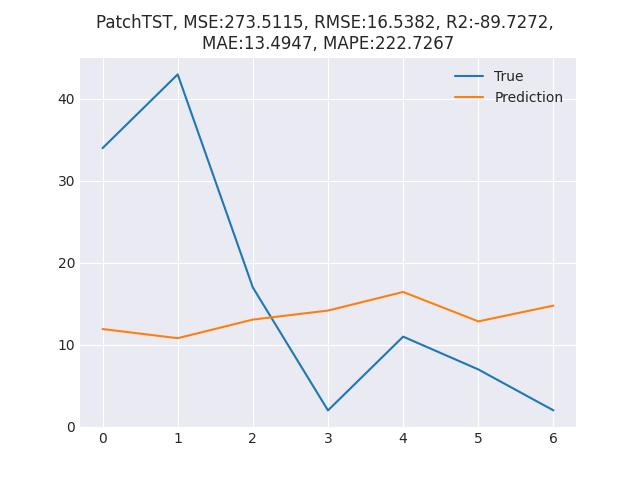 PatchTST, MSE:273.5115, RMSE:16.5382, R2:-89.7272,
MAE:13.4947, MAPE:222.7267
True
Prediction
40
30
20
10
0
0 1 2 3 4 5 6